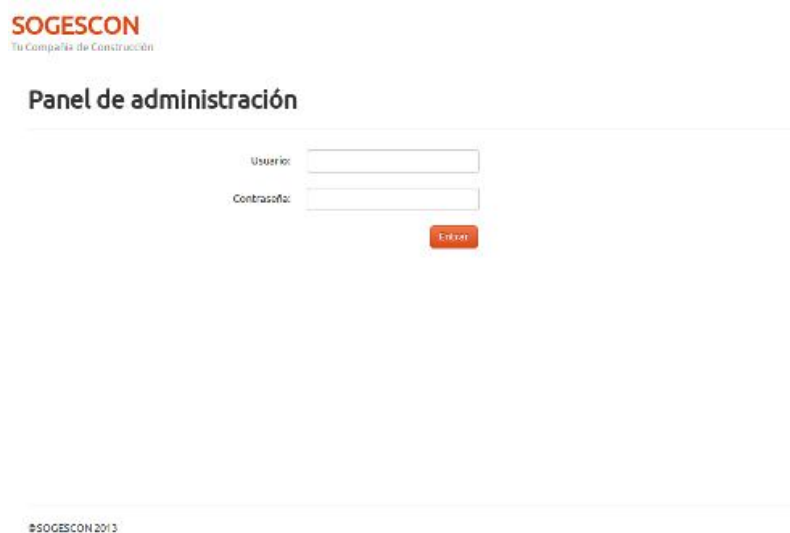 SOGESCON
Tu Compañía de Construcción
Panel de administración
Usuario:
Contraseña:
Entrar
©SOGESCON 2013